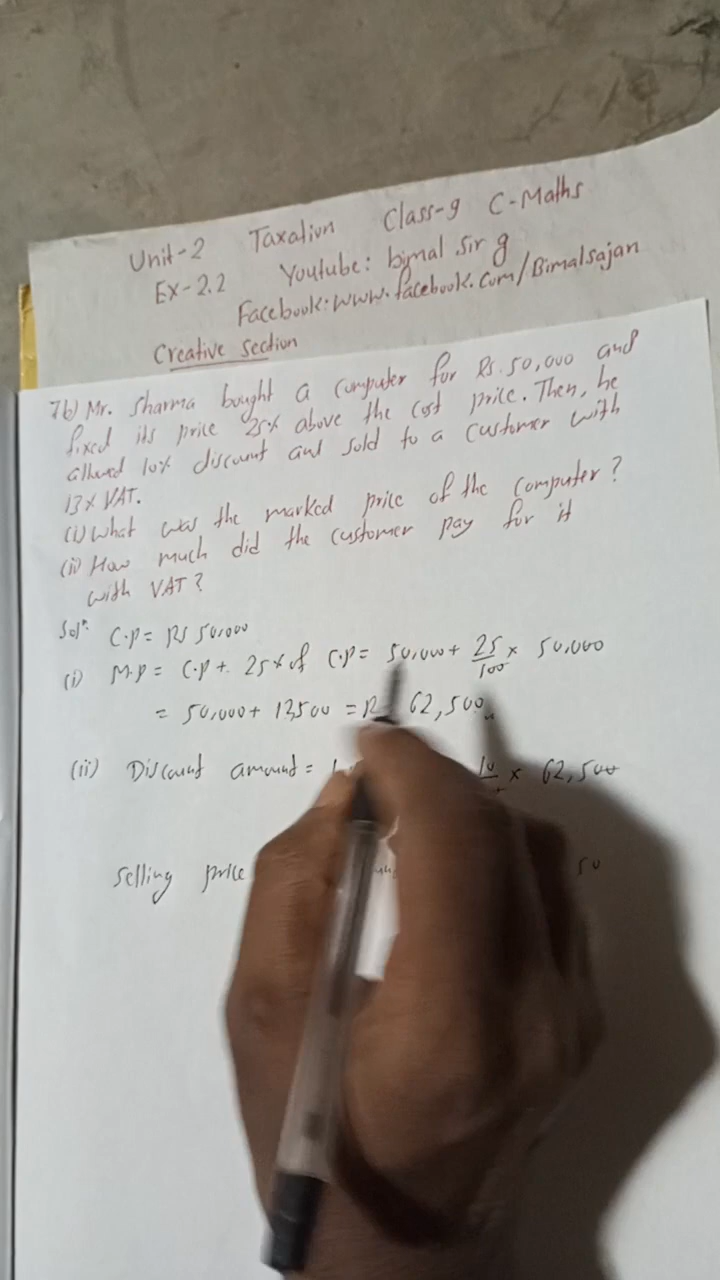 Unit-2 Taxation Class-9 C-Maths
Ex-2.2 Youtube: bimal sir g
Facebook: www.facebook.com/Bimalsajan
Creative section
7b) Mr. Sharma bought a computer for Rs. 50,000 and
fixed its price 25% above the cost price. Then, he
allowed 10% discount and sold to a customer with
13% VAT.
(i) What was the marked price of the computer?
(ii) How much did the customer pay for it
with VAT?
Solⁿ C.P = Rs 50,000
(i) M.P = C.P + 25% of C.P = 50,000 + 25/100 × 50,000
= 50,000 + 12,500 = 62,500
(ii) Discount amount = 10 × 62,500
Selling price 50